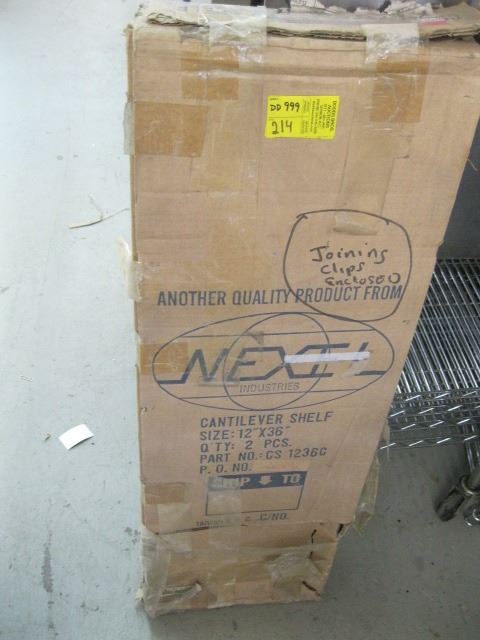 DD 999
214
Joining
Clips
EnclosED
ANOTHER QUALITY PRODUCT FROM
NEXEL
INDUSTRIES
CANTILEVER SHELF
SIZE: 12"X36"
Q'TY: 2 PCS.
PART NO.: CS 1236C
P. O. NO.
SHIP TO
C/NO.